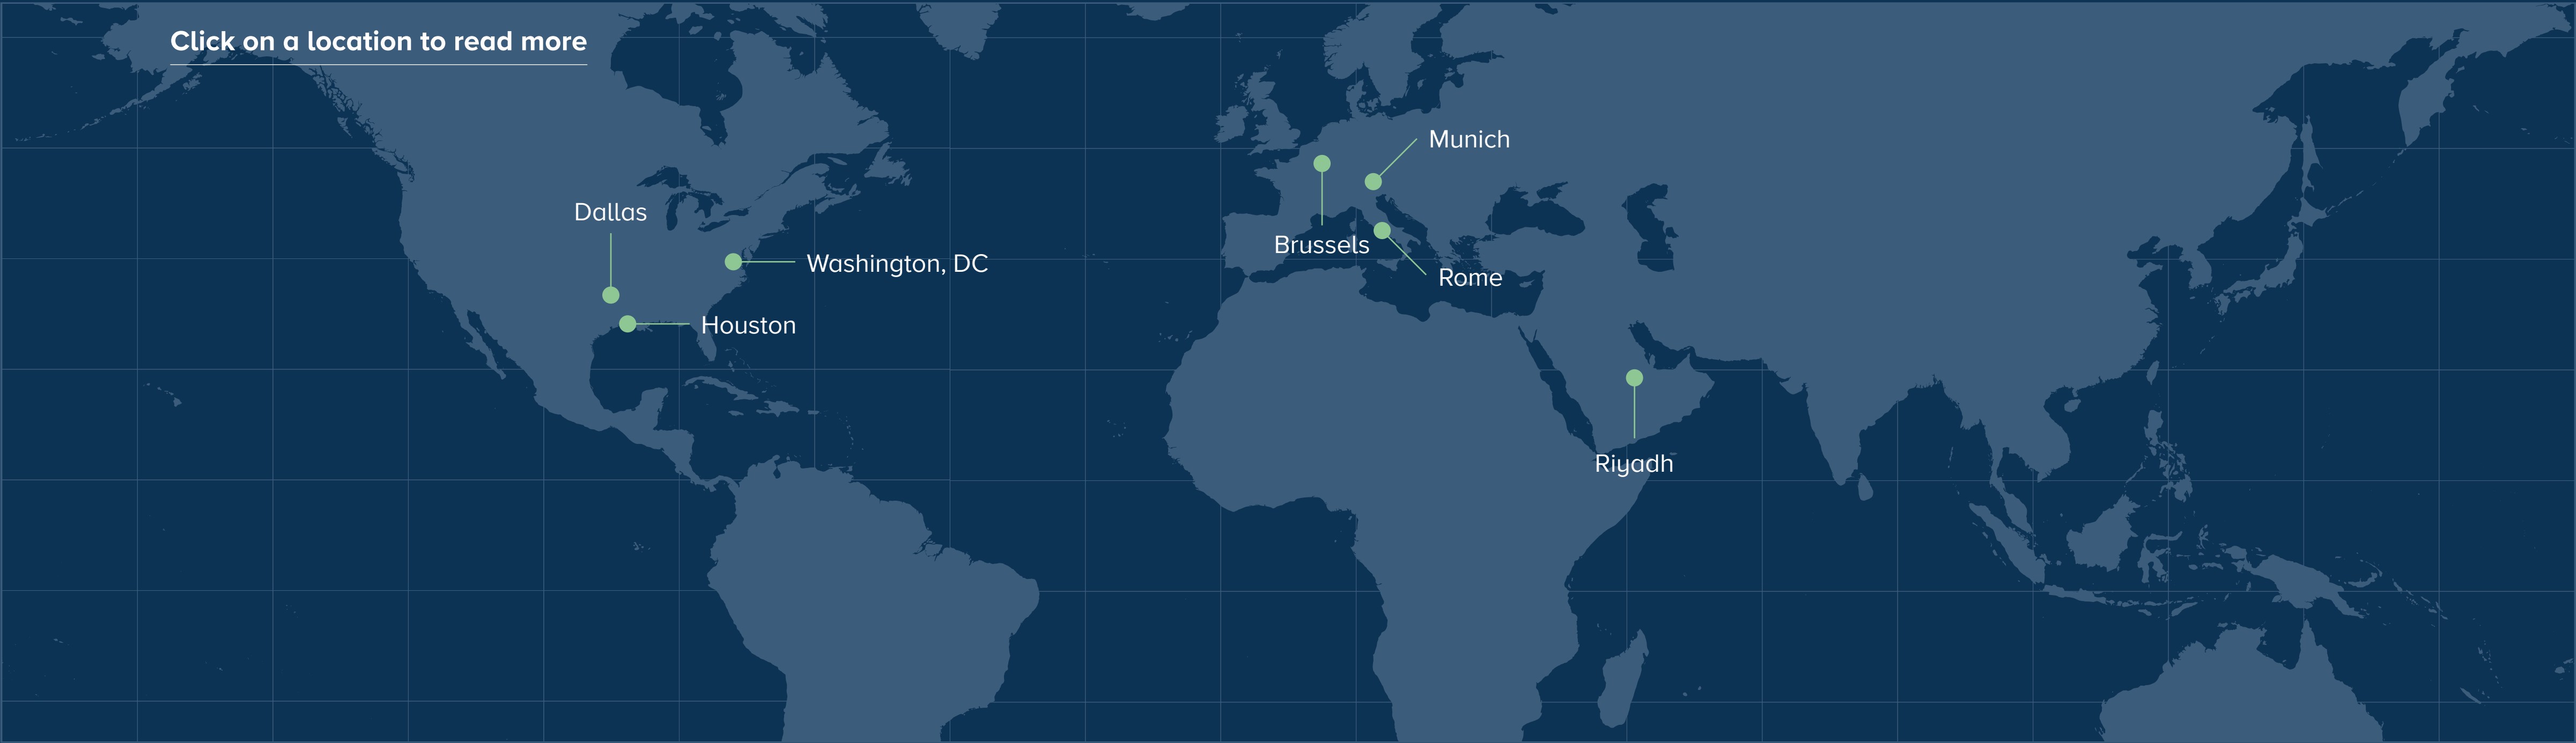 Click on a location to read more
Munich
Dallas
Brussels
Washington, DC
Rome
Houston
Riyadh